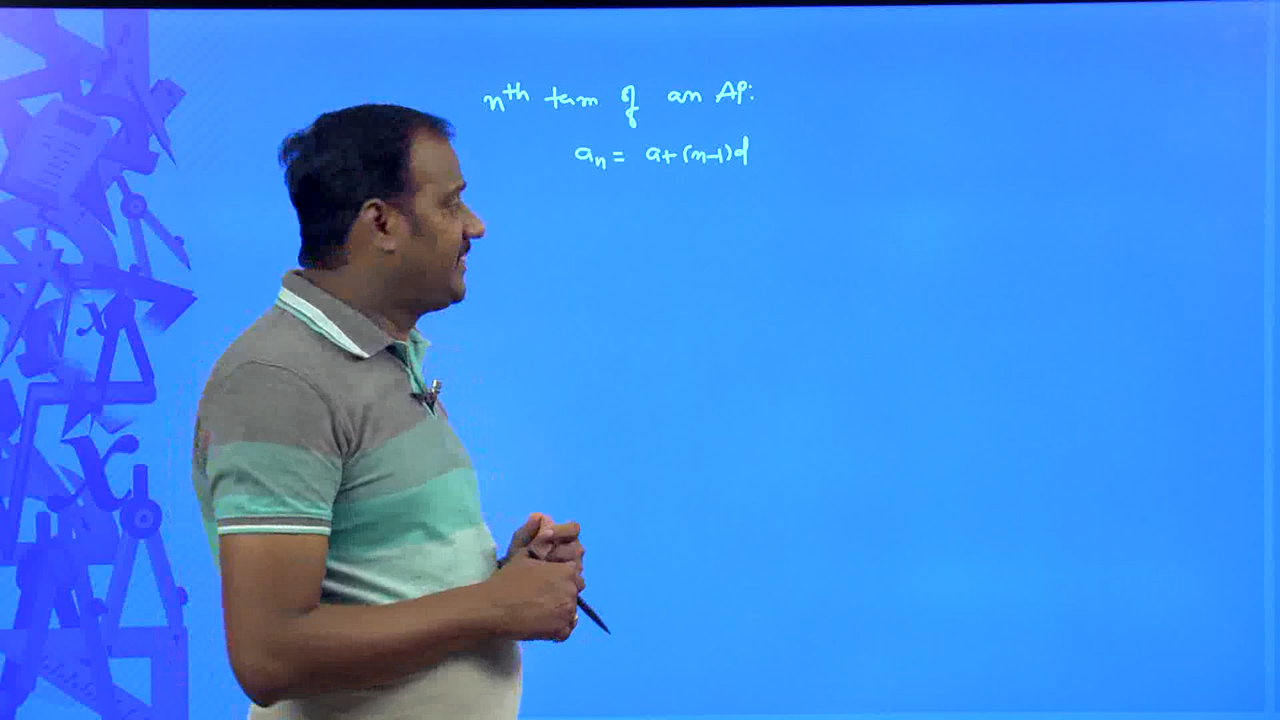 nth term of an AP:
an = a+(n-1)d